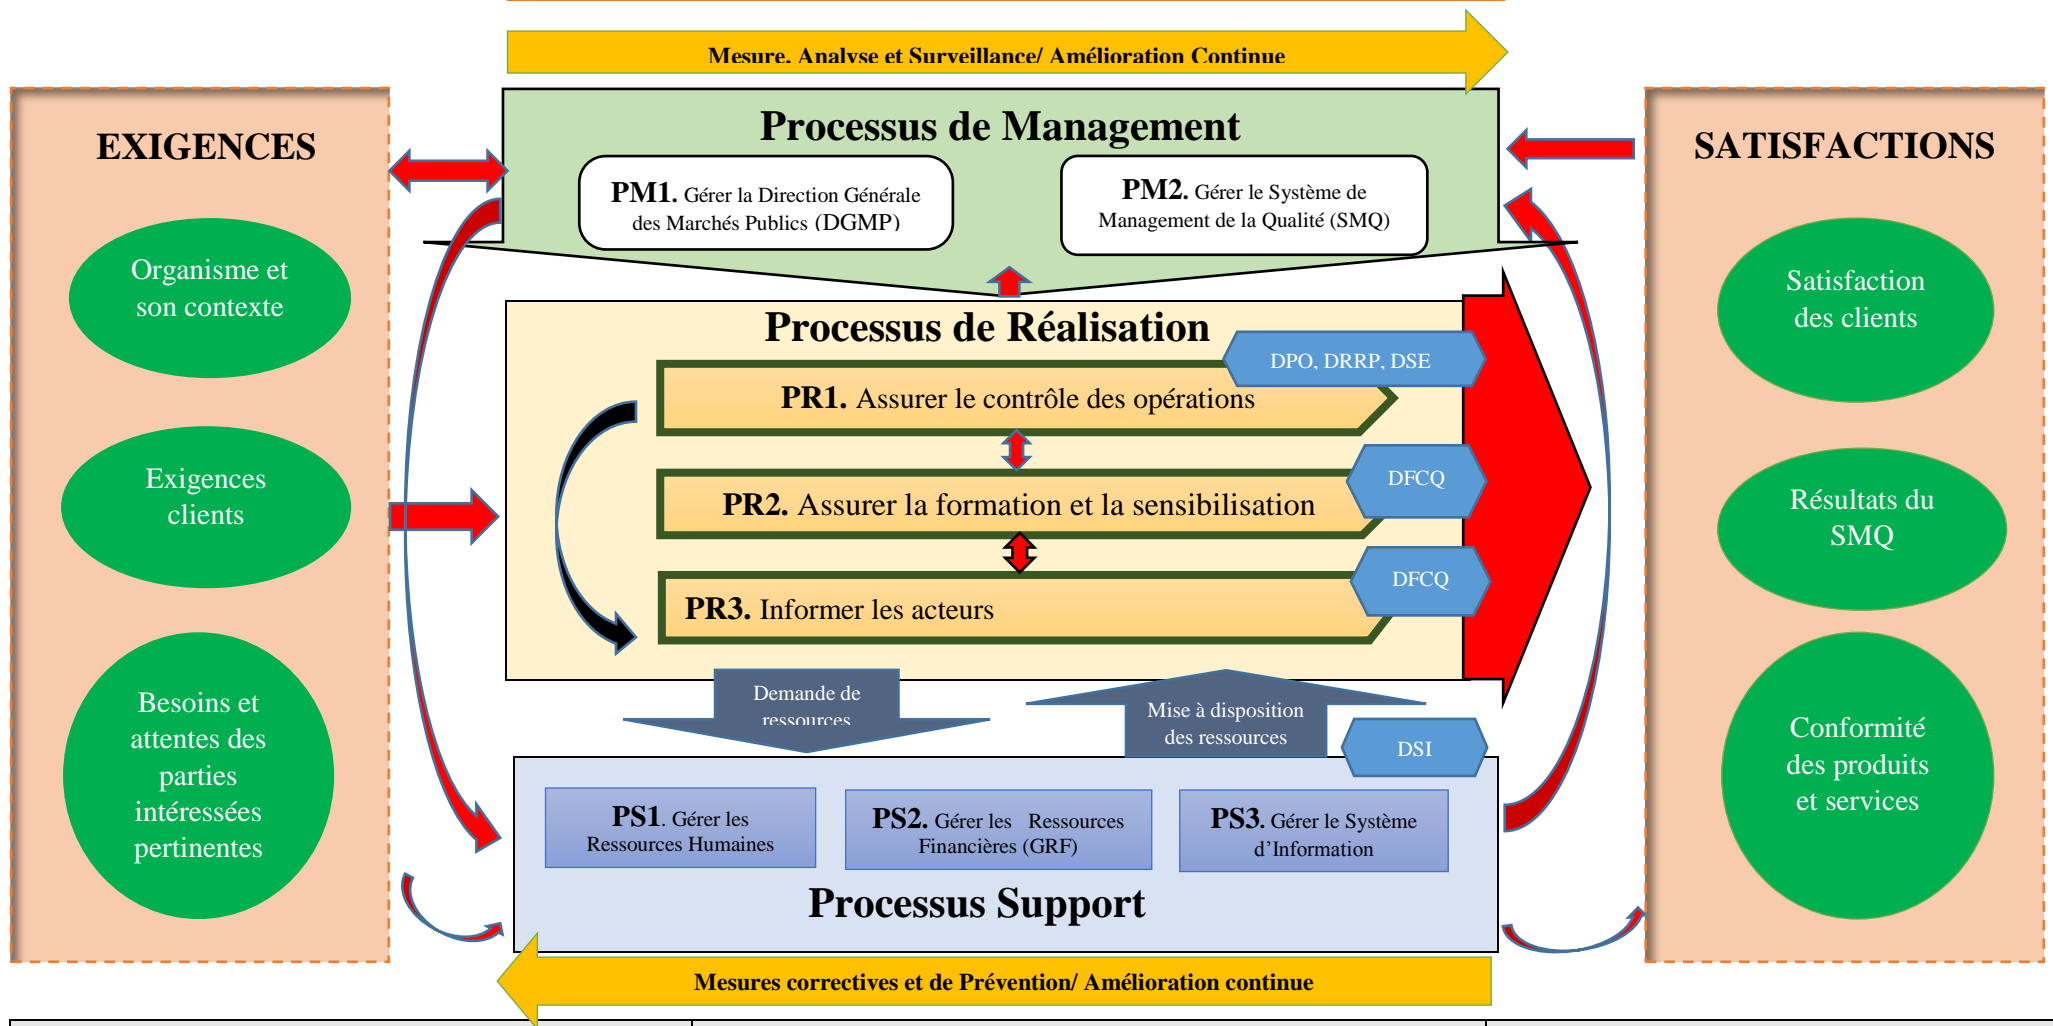 Mesure, Analyse et Surveillance/ Amélioration Continue
EXIGENCES
Organisme et
son contexte
Exigences
clients
Besoins et
attentes des
parties
intéressées
pertinentes
Processus de Management
PM1. Gérer la Direction Générale
des Marchés Publics (DGMP)
PM2. Gérer le Système de
Management de la Qualité (SMQ)
Processus de Réalisation
DPO, DRRP, DSE
PR1. Assurer le contrôle des opérations
DFCQ
PR2. Assurer la formation et la sensibilisation
DFCQ
PR3. Informer les acteurs
Demande de
ressources
Mise à disposition
des ressources
DSI
PS1. Gérer les
Ressources Humaines
PS2. Gérer les Ressources
Financières (GRF)
PS3. Gérer le Système
d’Information
Processus Support
SATISFACTIONS
Satisfaction
des clients
Résultats du
SMQ
Conformité
des produits
et services
Mesures correctives et de Prévention/ Amélioration continue